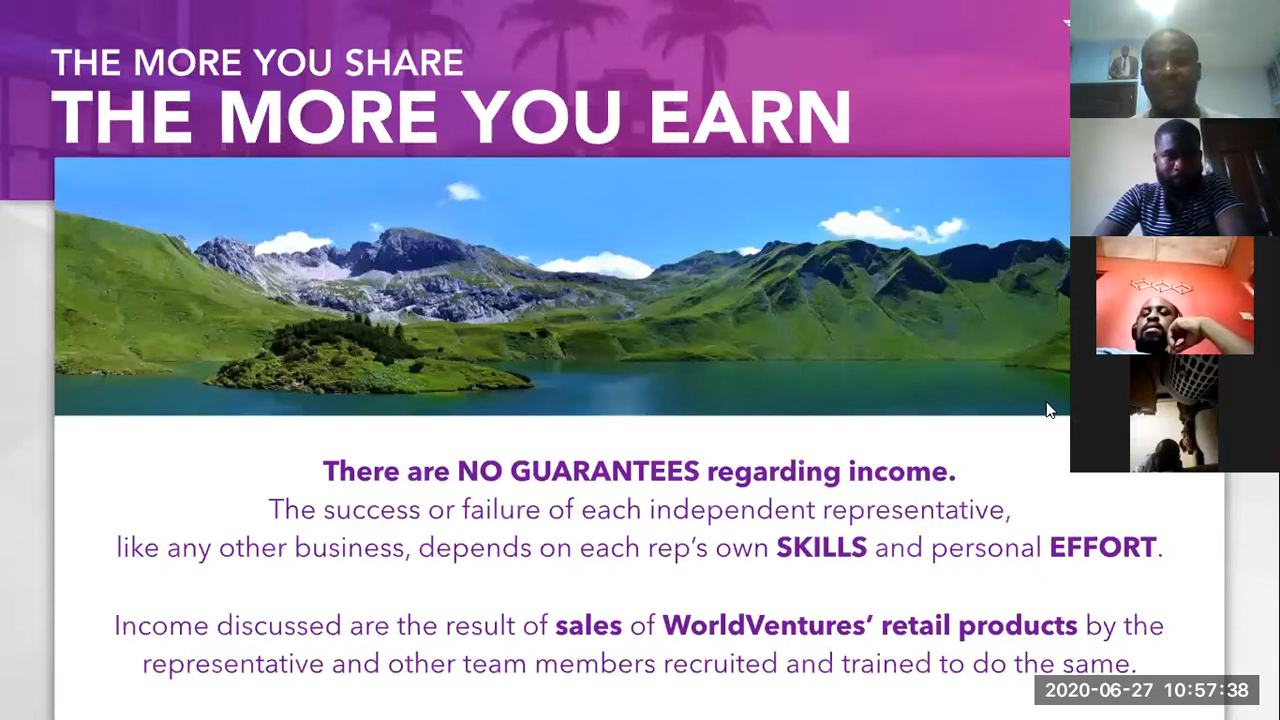 THE MORE YOU SHARE
THE MORE YOU EARN
There are NO GUARANTEES regarding income.
The success or failure of each independent representative,
like any other business, depends on each rep's own SKILLS and personal EFFORT.
Income discussed are the result of sales of WorldVentures' retail products by the
representative and other team members recruited and trained to do the same.
2020-06-27 10:57:38